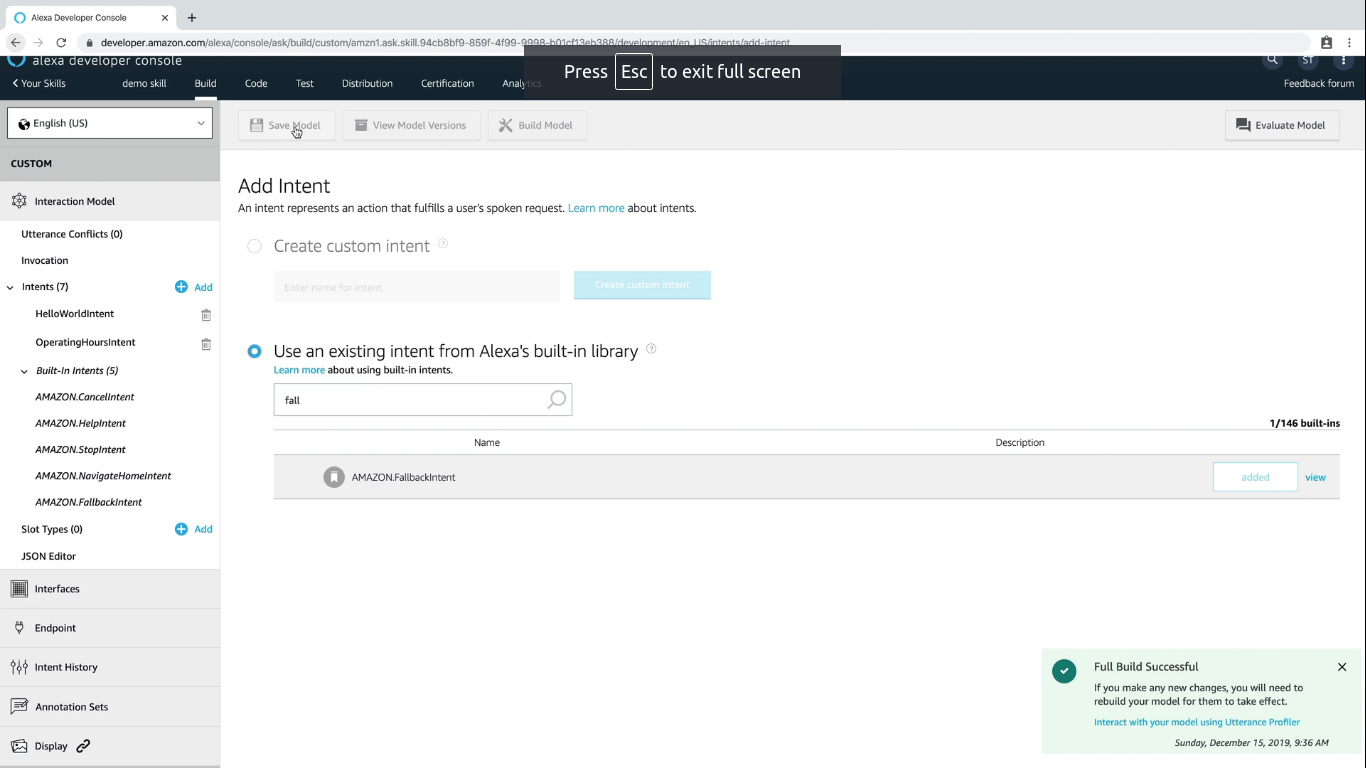 Alexa Developer Console
developer.amazon.com/alexa/console/ask/build/custom/amzn1.ask.skill.94cb8bf9-859f-4f99-9998-b01cf13eb388/development/en_US/intents/add-intent
Press Esc to exit full screen
alexa developer console
ST
Your Skills
demo skill
Build
Code
Test
Distribution
Certification
Feedback forum
English (US)
Save Model
View Model Versions
Build Model
Evaluate Model
CUSTOM
Interaction Model
Utterance Conflicts (0)
Invocation
Intents (7)
Add
HelloWorldIntent
OperatingHoursIntent
Built-In Intents (5)
AMAZON.CancelIntent
AMAZON.HelpIntent
AMAZON.StopIntent
AMAZON.NavigateHomeIntent
AMAZON.FallbackIntent
Slot Types (0)
Add
JSON Editor
Interfaces
Endpoint
Intent History
Annotation Sets
Display
Add Intent
An intent represents an action that fulfills a user's spoken request. Learn more about intents.
Create custom intent
Enter name for Intent
Create custom intent
Use an existing intent from Alexa's built-in library
Learn more about using built-in intents.
fall
1/146 built-ins
Name
Description
AMAZON.FallbackIntent
added
view
Full Build Successful
If you make any new changes, you will need to
rebuild your model for them to take effect.
Interact with your model using Utterance Profiler
Sunday, December 15, 2019, 9:36 AM